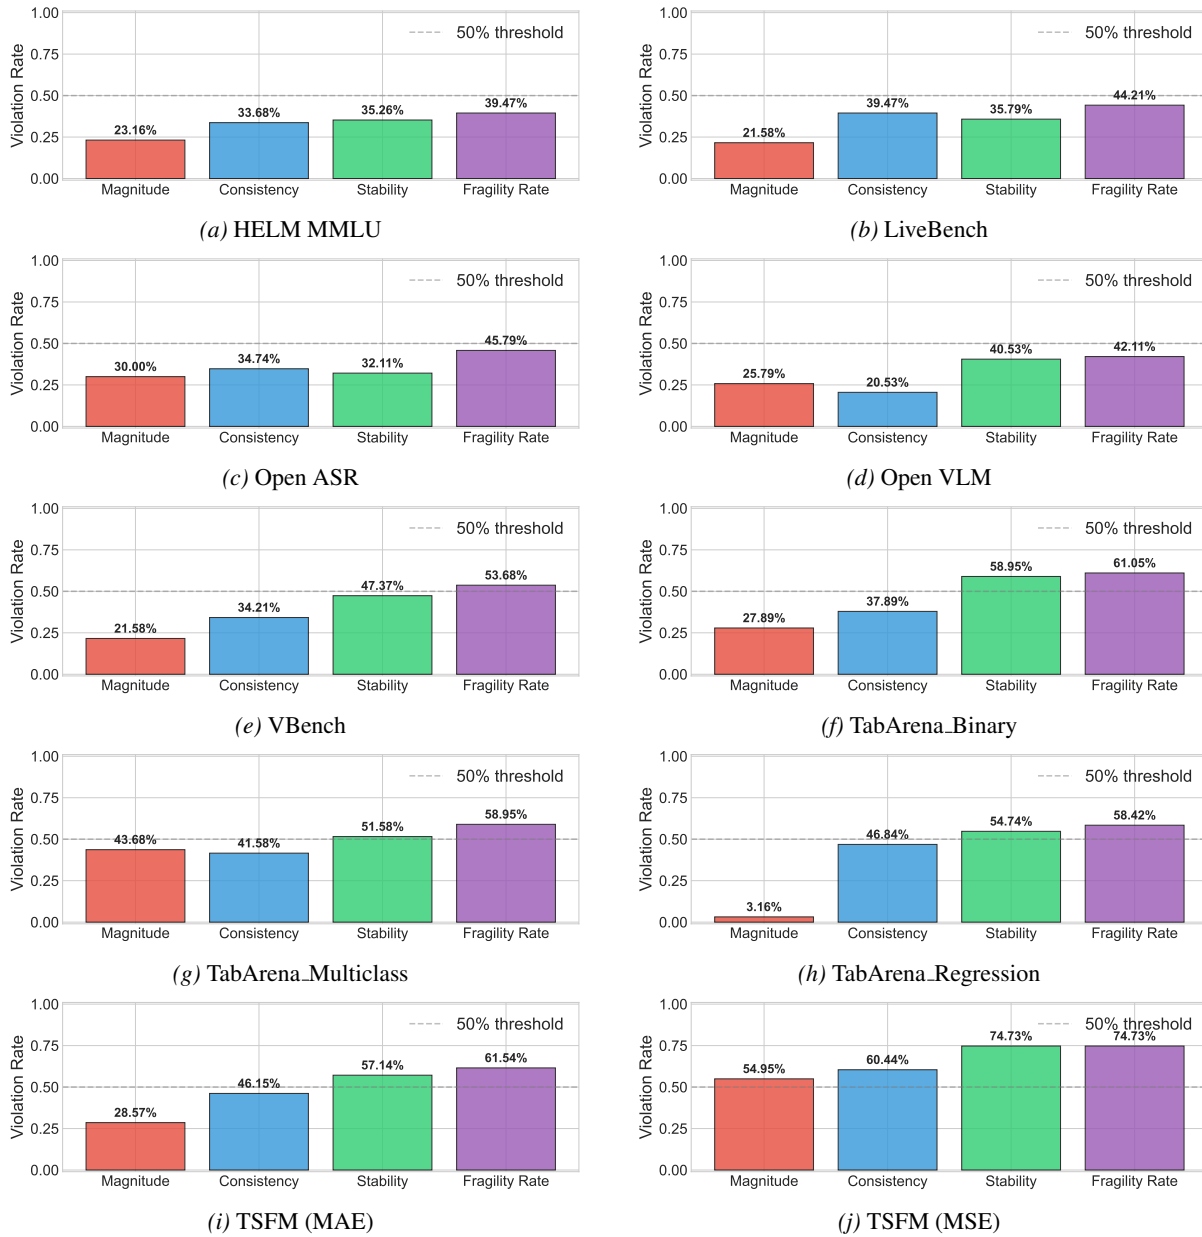 1.00
0.75
0.50
0.25
0.00
Violation Rate
50% threshold
23.16%
33.68%
35.26%
39.47%
Magnitude
Consistency
Stability
Fragility Rate
(a) HELM MMLU
1.00
0.75
0.50
0.25
0.00
Violation Rate
50% threshold
21.58%
39.47%
35.79%
44.21%
Magnitude
Consistency
Stability
Fragility Rate
(b) LiveBench
1.00
0.75
0.50
0.25
0.00
Violation Rate
50% threshold
30.00%
34.74%
32.11%
45.79%
Magnitude
Consistency
Stability
Fragility Rate
(c) Open ASR
1.00
0.75
0.50
0.25
0.00
Violation Rate
50% threshold
25.79%
20.53%
40.53%
42.11%
Magnitude
Consistency
Stability
Fragility Rate
(d) Open VLM
1.00
0.75
0.50
0.25
0.00
Violation Rate
50% threshold
21.58%
34.21%
47.37%
53.68%
Magnitude
Consistency
Stability
Fragility Rate
(e) VBench
1.00
0.75
0.50
0.25
0.00
Violation Rate
50% threshold
27.89%
37.89%
58.95%
61.05%
Magnitude
Consistency
Stability
Fragility Rate
(f) TabArena_Binary
1.00
0.75
0.50
0.25
0.00
Violation Rate
50% threshold
43.68%
41.58%
51.58%
58.95%
Magnitude
Consistency
Stability
Fragility Rate
(g) TabArena_Multiclass
1.00
0.75
0.50
0.25
0.00
Violation Rate
50% threshold
3.16%
46.84%
54.74%
58.42%
Magnitude
Consistency
Stability
Fragility Rate
(h) TabArena_Regression
1.00
0.75
0.50
0.25
0.00
Violation Rate
50% threshold
28.57%
46.15%
57.14%
61.54%
Magnitude
Consistency
Stability
Fragility Rate
(i) TSFM (MAE)
1.00
0.75
0.50
0.25
0.00
Violation Rate
50% threshold
54.95%
60.44%
74.73%
74.73%
Magnitude
Consistency
Stability
Fragility Rate
(j) TSFM (MSE)